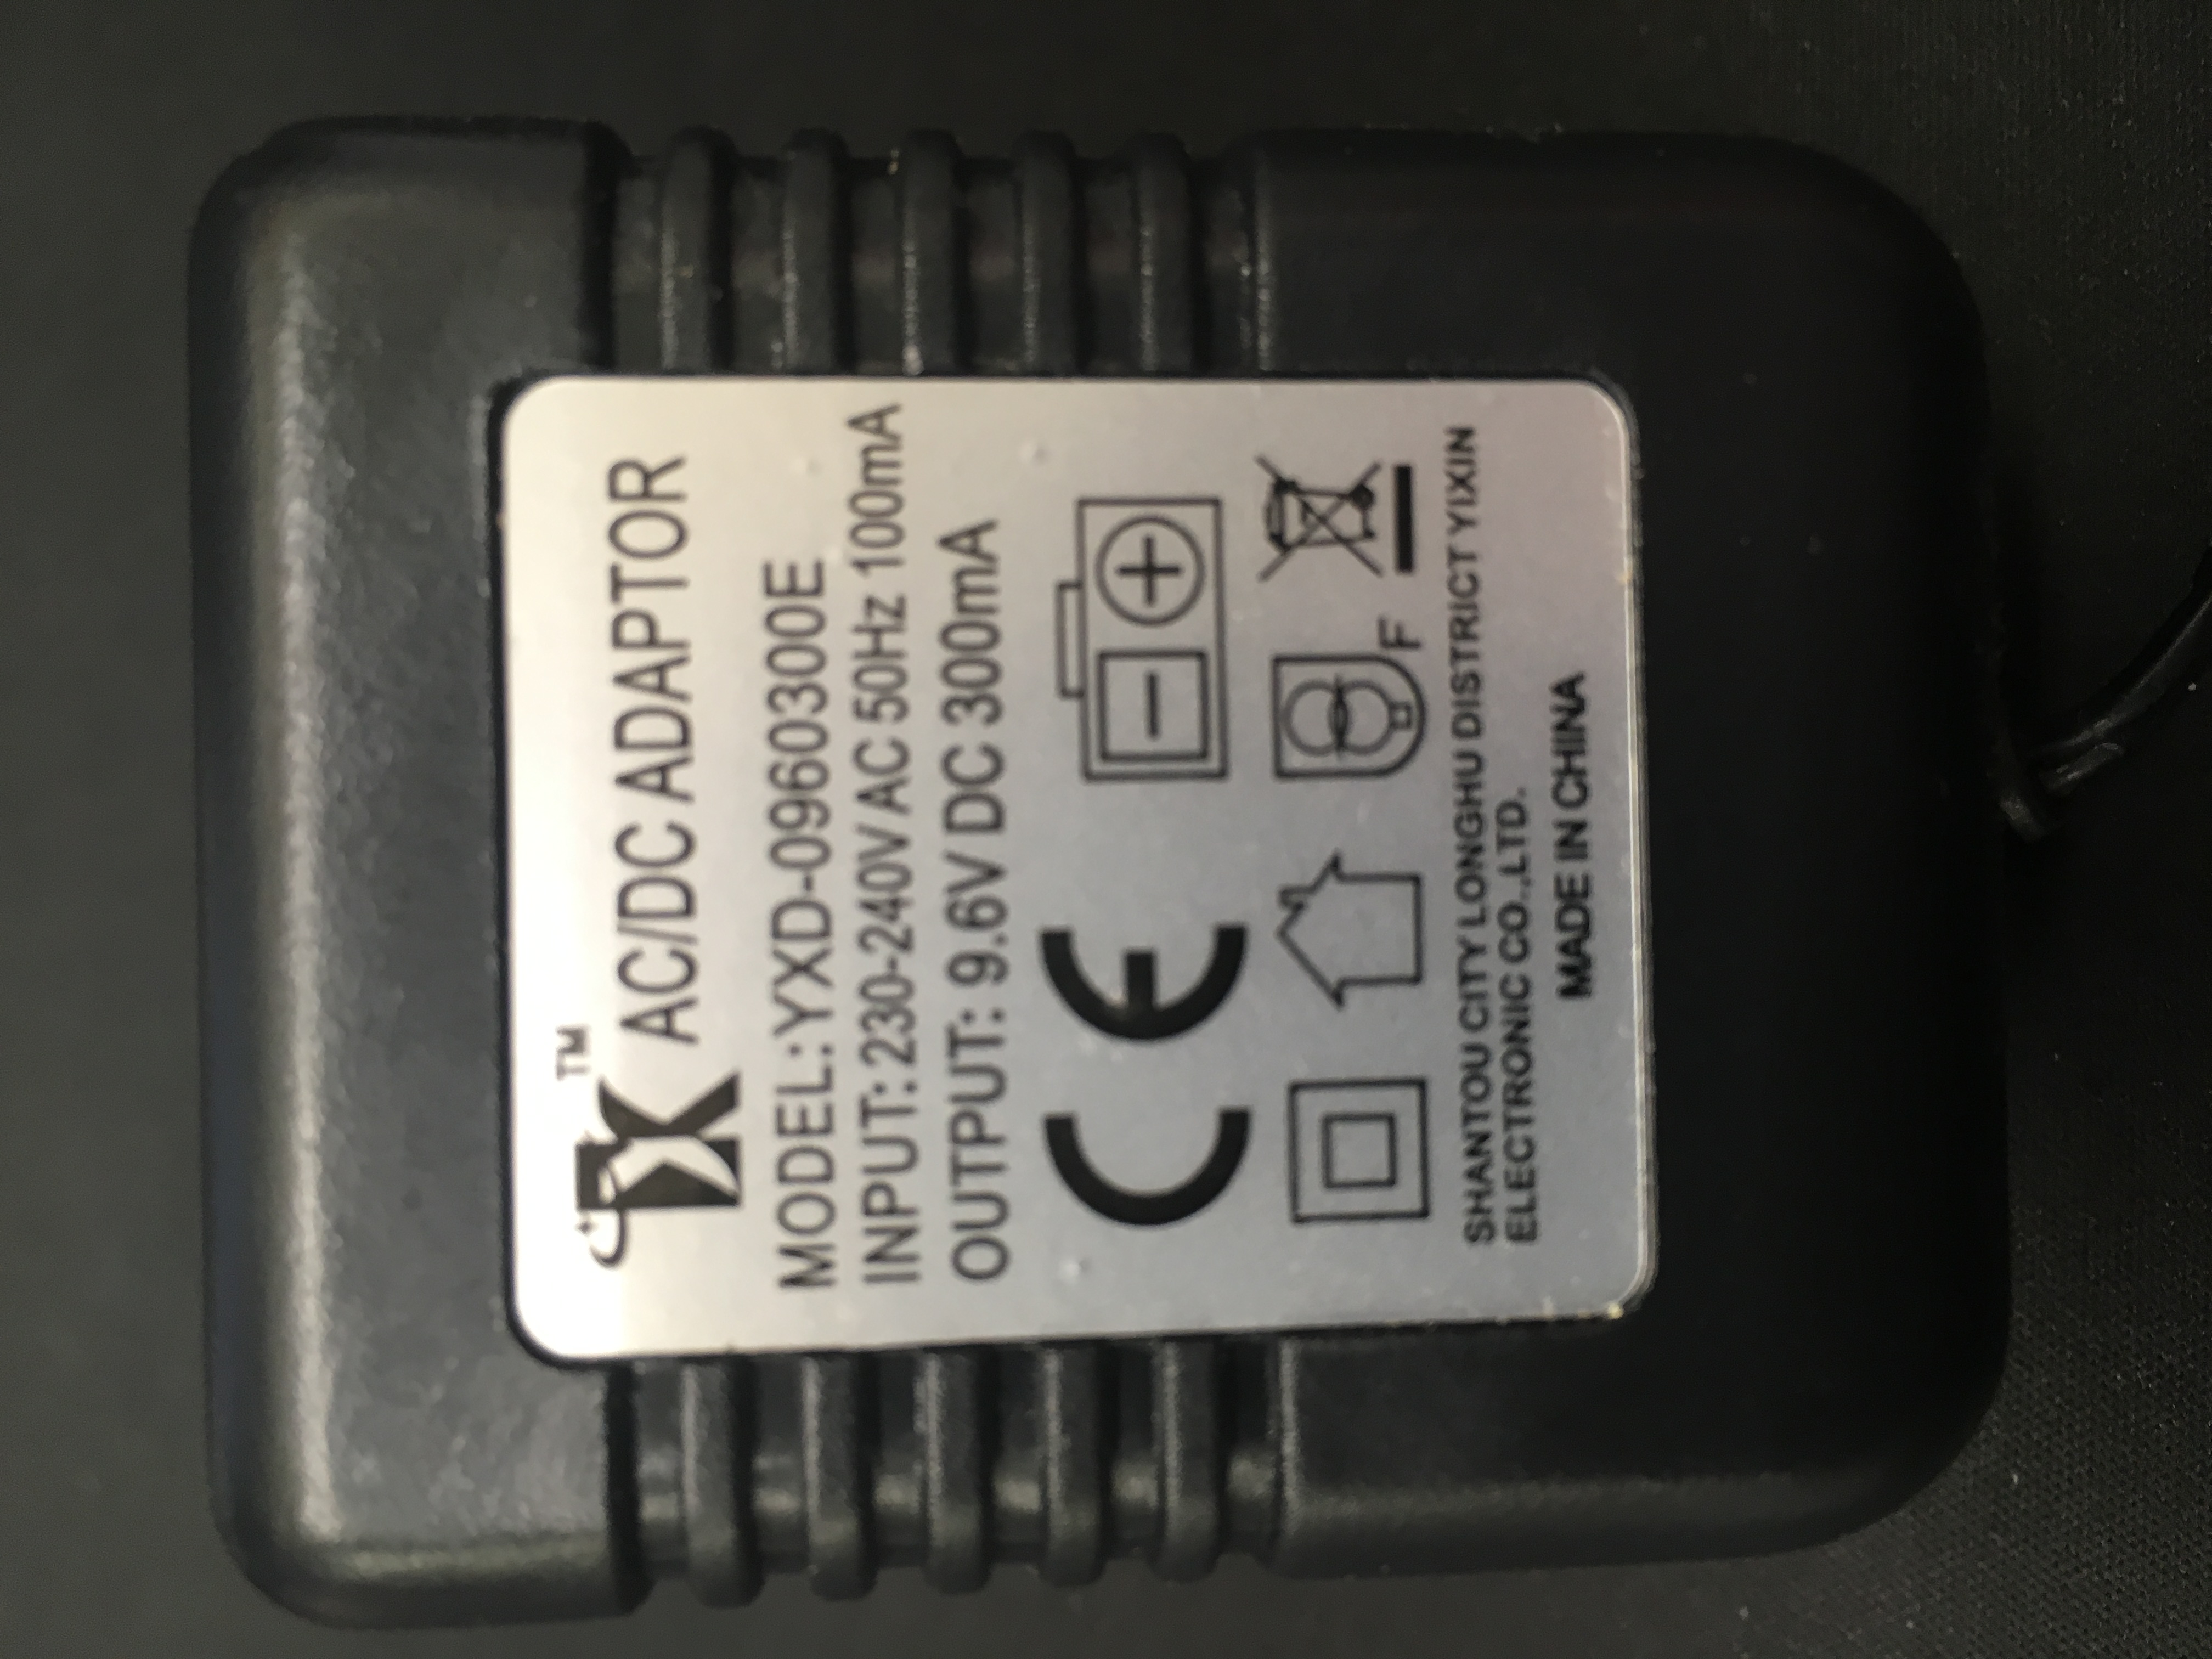 TM
AC/DC ADAPTOR
MODEL:YXD-0960300E
INPUT: 230-240V AC 50Hz 100mA
OUTPUT: 9.6V DC 300mA
CE
F
SHANTOU CITY LONGHU DISTRICT YIXIN
ELECTRONIC CO.,LTD.
MADE IN CHINA